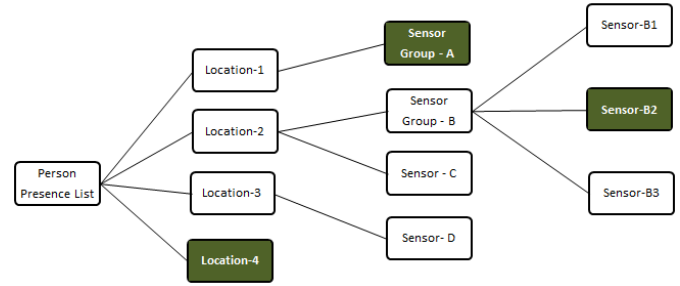 Person
Presence List
Location-1
Location-2
Location-3
Location-4
Sensor
Group - A
Sensor
Group - B
Sensor - C
Sensor- D
Sensor-B1
Sensor-B2
Sensor-B3